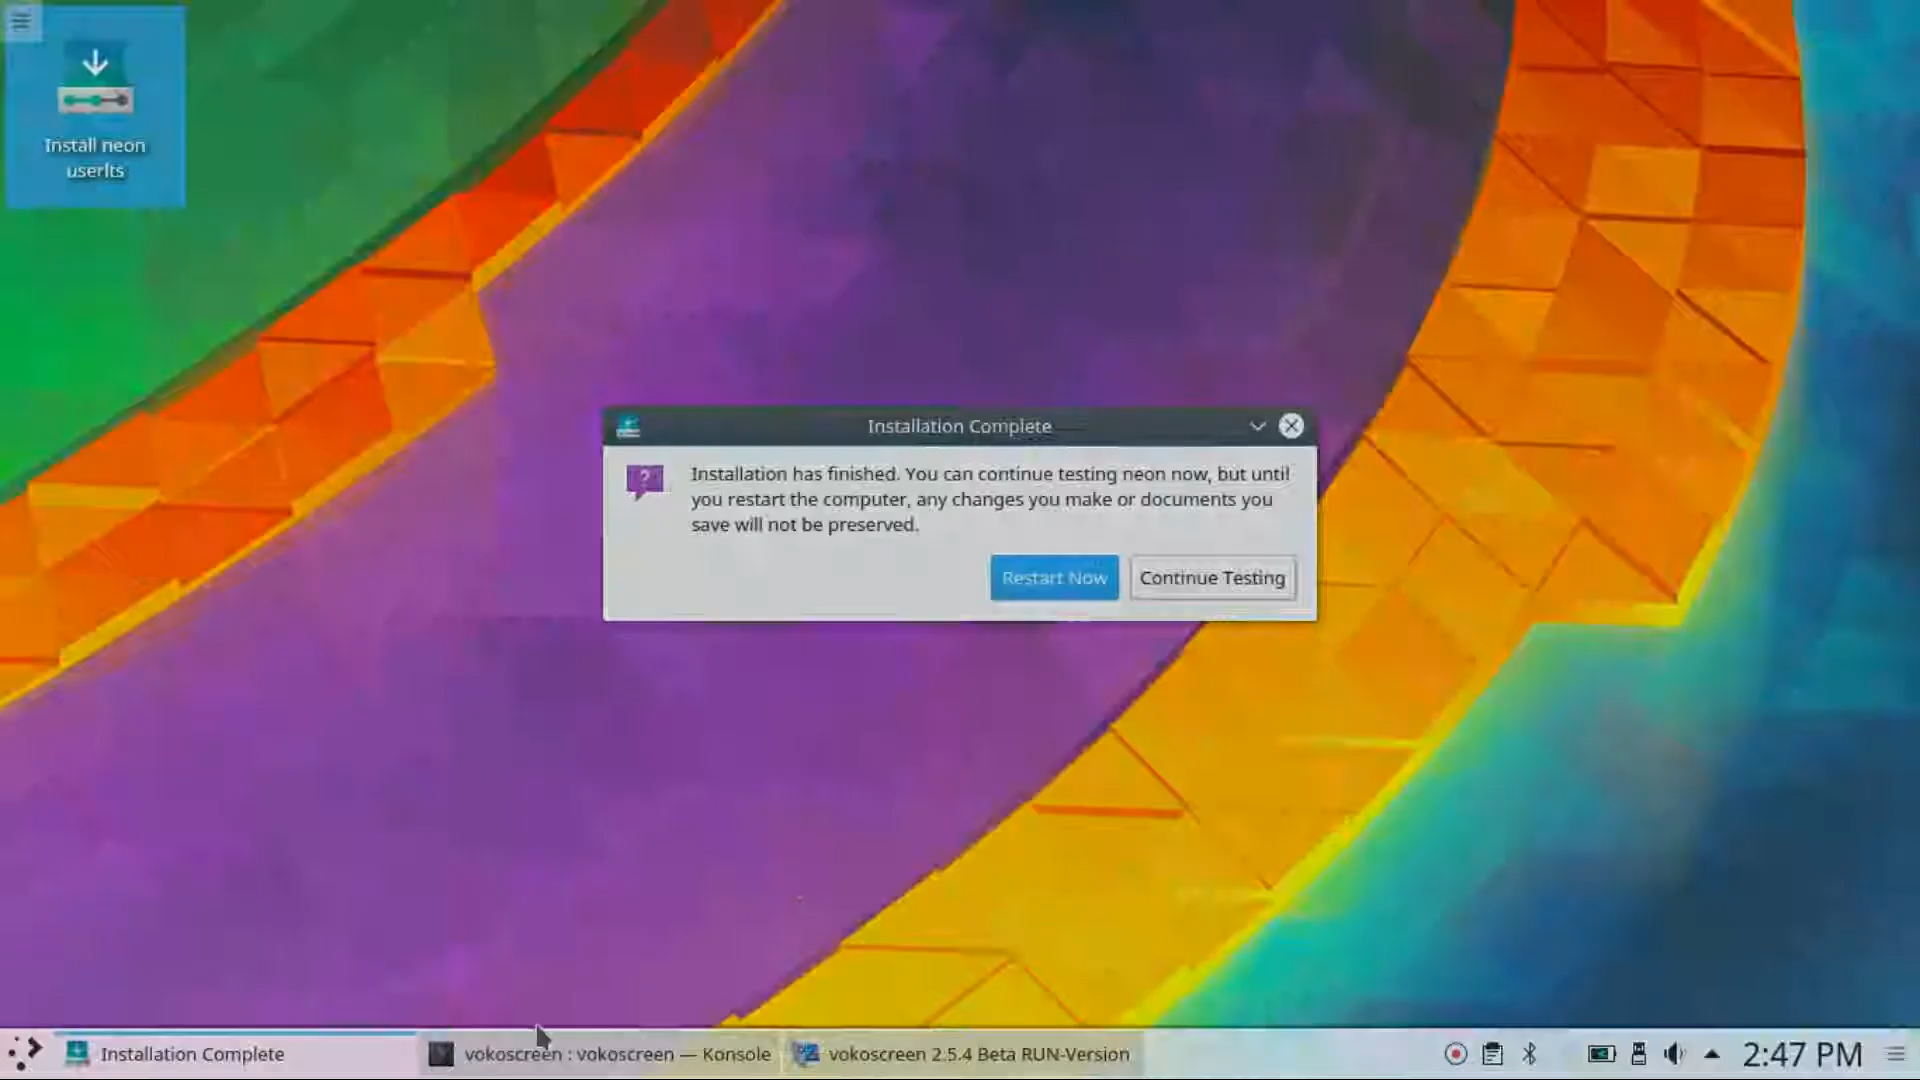 Install neon
userlts
Installation Complete
Installation has finished. You can continue testing neon now, but until
you restart the computer, any changes you make or documents you
save will not be preserved.
Restart Now
Continue Testing
Installation Complete
vokoscreen : vokoscreen — Konsole
vokoscreen 2.5.4 Beta RUN-Version
2:47 PM